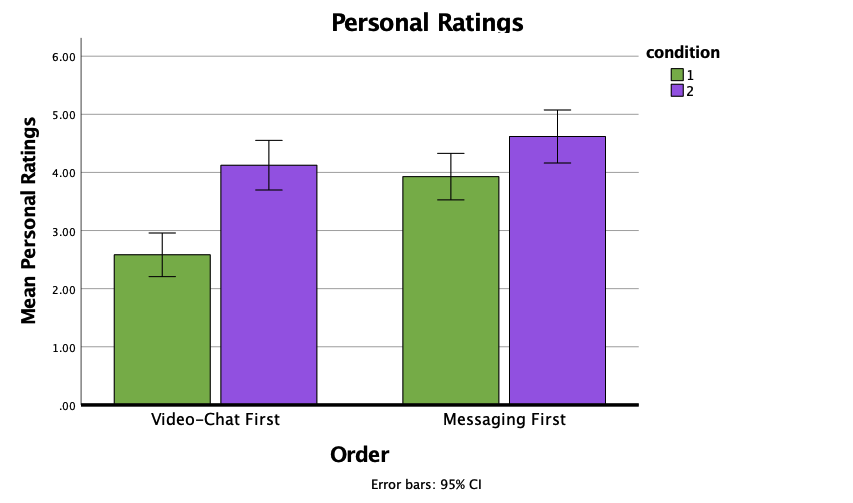 Personal Ratings
condition
1
2
Mean Personal Ratings
6.00
5.00
4.00
3.00
2.00
1.00
.00
Video-Chat First
Messaging First
Order
Error bars: 95% CI